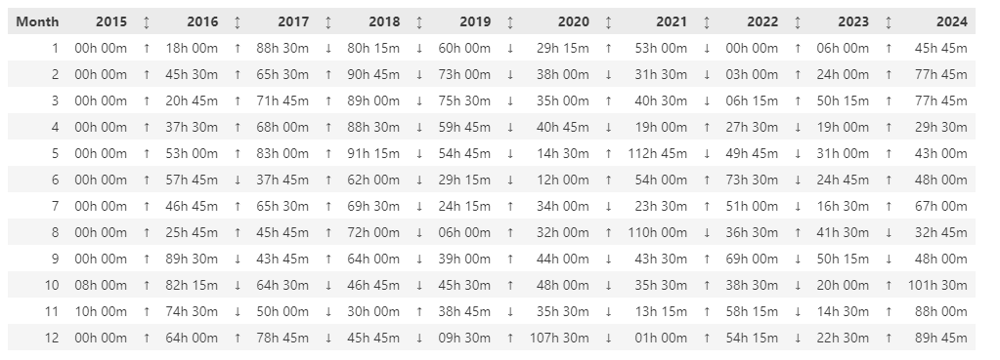 Month 2015 ↕ 2016 ↕ 2017 ↕ 2018 ↕ 2019 ↕ 2020 ↕ 2021 ↕ 2022 ↕ 2023 ↕ 2024
1 00h 00m ↑ 18h 00m ↑ 88h 30m ↓ 80h 15m ↓ 60h 00m ↓ 29h 15m ↑ 53h 00m ↓ 00h 00m ↑ 06h 00m ↑ 45h 45m
2 00h 00m ↑ 45h 30m ↑ 65h 30m ↑ 90h 45m ↓ 73h 00m ↓ 38h 00m ↓ 31h 30m ↓ 03h 00m ↑ 24h 00m ↑ 77h 45m
3 00h 00m ↑ 20h 45m ↑ 71h 45m ↑ 89h 00m ↓ 75h 30m ↓ 35h 00m ↑ 40h 30m ↓ 06h 15m ↑ 50h 15m ↑ 77h 45m
4 00h 00m ↑ 37h 30m ↑ 68h 00m ↑ 88h 30m ↓ 59h 45m ↓ 40h 45m ↓ 19h 00m ↑ 27h 30m ↓ 19h 00m ↑ 29h 30m
5 00h 00m ↑ 53h 00m ↑ 83h 00m ↑ 91h 15m ↓ 54h 45m ↓ 14h 30m ↑ 112h 45m ↓ 49h 45m ↓ 31h 00m ↑ 43h 00m
6 00h 00m ↑ 57h 45m ↓ 37h 45m ↑ 62h 00m ↓ 29h 15m ↓ 12h 00m ↑ 54h 00m ↑ 73h 30m ↓ 24h 45m ↑ 48h 00m
7 00h 00m ↑ 46h 45m ↑ 65h 30m ↑ 69h 30m ↓ 24h 15m ↑ 34h 00m ↓ 23h 30m ↑ 51h 00m ↓ 16h 30m ↑ 67h 00m
8 00h 00m ↑ 25h 45m ↑ 45h 45m ↑ 72h 00m ↓ 06h 00m ↑ 32h 00m ↑ 110h 00m ↓ 36h 30m ↑ 41h 30m ↓ 32h 45m
9 00h 00m ↑ 89h 30m ↓ 43h 45m ↑ 64h 00m ↓ 39h 00m ↑ 44h 00m ↓ 43h 30m ↑ 69h 00m ↓ 50h 15m ↓ 48h 00m
10 08h 00m ↑ 82h 15m ↓ 64h 30m ↓ 46h 45m ↓ 45h 30m ↑ 48h 00m ↓ 35h 30m ↑ 38h 30m ↓ 20h 00m ↑ 101h 30m
11 10h 00m ↑ 74h 30m ↓ 50h 00m ↓ 30h 00m ↑ 38h 45m ↓ 35h 30m ↓ 13h 15m ↑ 58h 15m ↓ 14h 30m ↑ 88h 00m
12 00h 00m ↑ 64h 00m ↑ 78h 45m ↓ 45h 45m ↓ 09h 30m ↑ 107h 30m ↓ 01h 00m ↑ 54h 15m ↓ 22h 30m ↑ 89h 45m